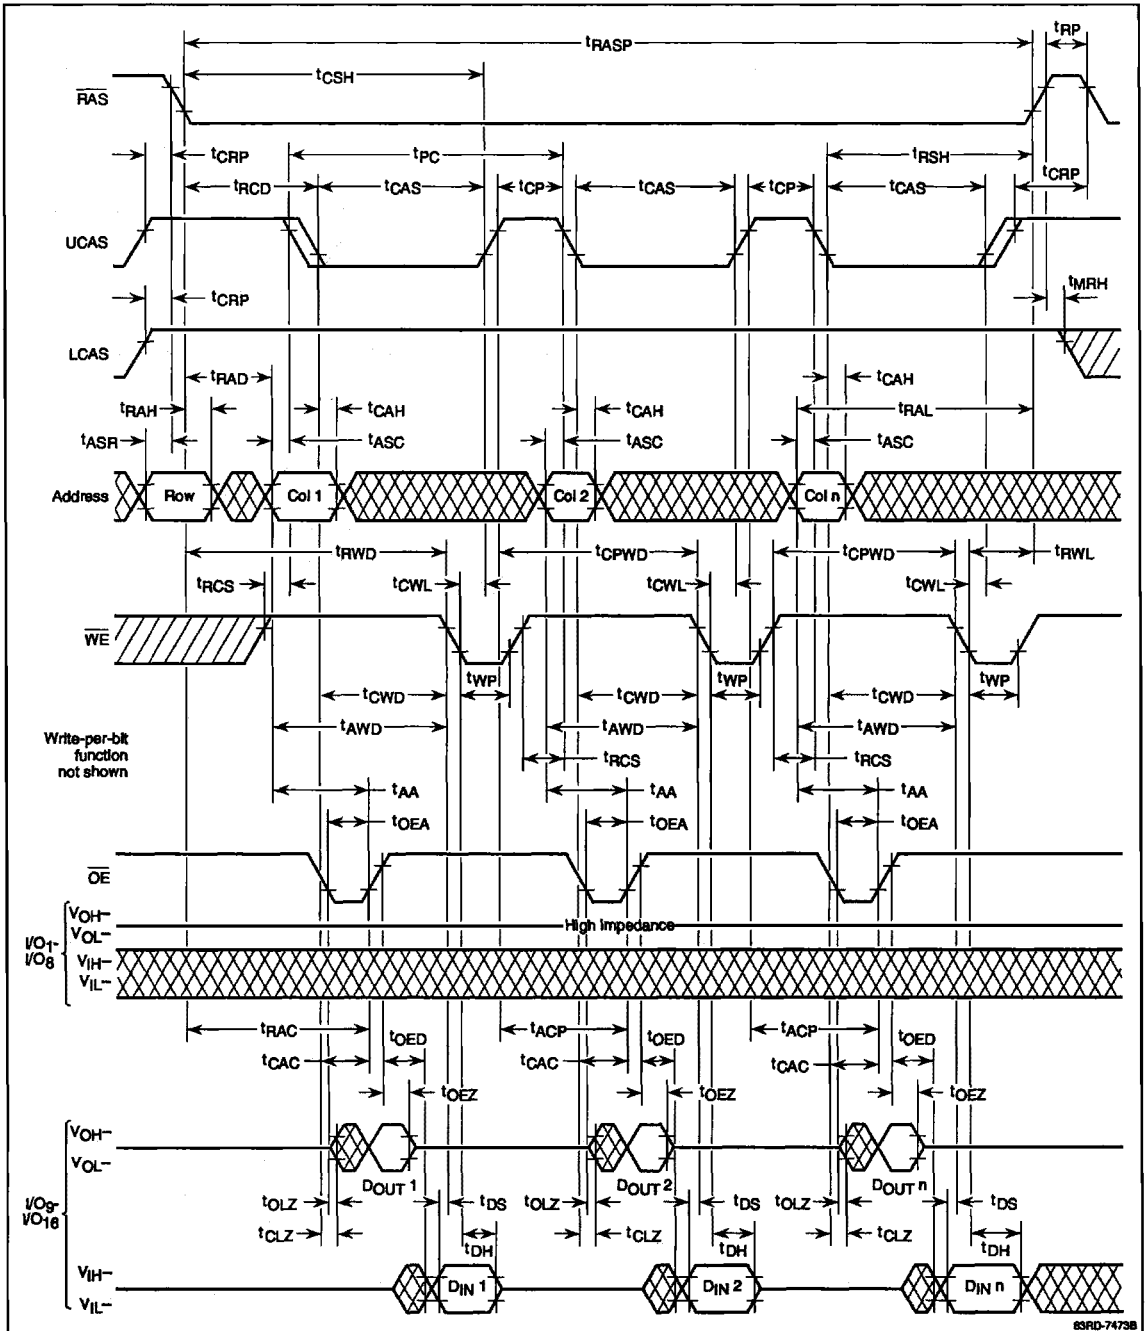 tRASP
tRP
tCSH
RAS
tCRP
tPC
tRSH
tRCD
tCAS
tCP
tCAS
tCP
tCAS
tCRP
UCAS
tCRP
tMRH
LCAS
tRAD
tCAH
tRAH
tCAH
tCAH
tRAL
tASR
tASC
tASC
tASC
Address
Row
Col 1
Col 2
Col n
tRWD
tCPWD
tCPWD
tRWL
tRCS
tCWL
tCWL
tCWL
WE
tWP
tWP
tWP
tCWD
tCWD
tCWD
tAWD
tAWD
tAWD
Write-per-bit
function
not shown
tRCS
tRCS
tAA
tAA
tAA
tOEA
tOEA
tOEA
OE
VOH–
High Impedance
I/O1-
I/O8
VOL–
VIH–
VIL–
tRAC
tACP
tACP
tOED
tOED
tOED
tCAC
tCAC
tCAC
tOEZ
tOEZ
tOEZ
VOH–
VOL–
DOUT 1
DOUT 2
DOUT n
I/O9-
I/O16
tOLZ
tDS
tOLZ
tDS
tOLZ
tDS
tCLZ
tCLZ
tCLZ
tDH
tDH
tDH
VIH–
DIN 1
DIN 2
DIN n
VIL–
83RD-7473B